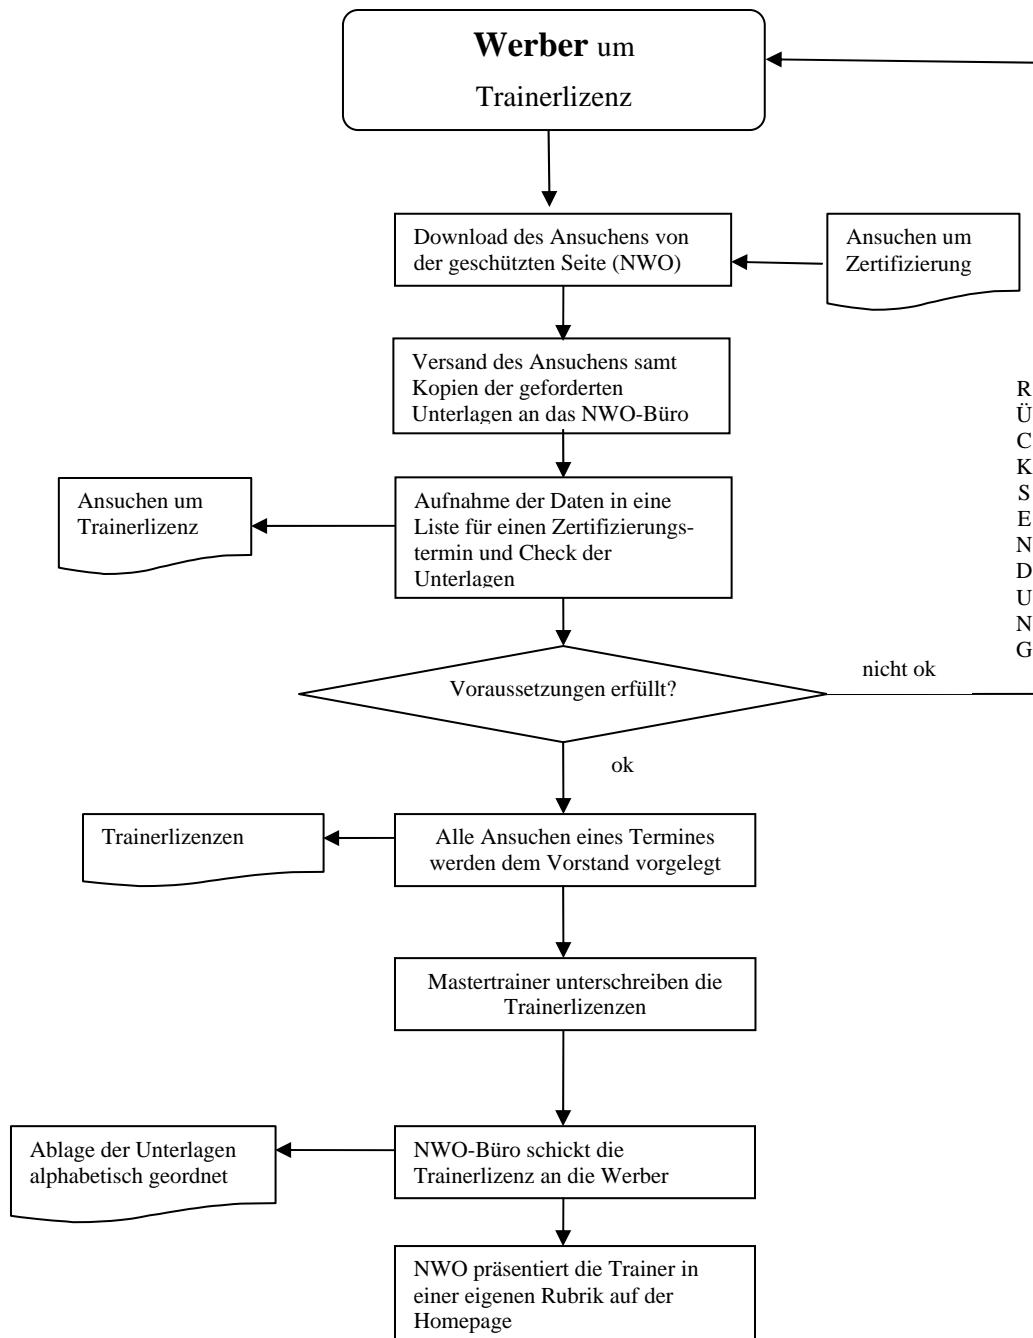 Werber um
Trainerlizenz
Download des Ansuchens von
der geschützten Seite (NWO)
Ansuchen um
Zertifizierung
Versand des Ansuchens samt
Kopien der geforderten
Unterlagen an das NWO-Büro
R
Ü
C
K
S
E
N
D
U
N
G
Ansuchen um
Trainerlizenz
Aufnahme der Daten in eine
Liste für einen Zertifizierungs-
termin und Check der
Unterlagen
Voraussetzungen erfüllt?
nicht ok
ok
Trainerlizenzen
Alle Ansuchen eines Termines
werden dem Vorstand vorgelegt
Mastertrainer unterschreiben die
Trainerlizenzen
Ablage der Unterlagen
alphabetisch geordnet
NWO-Büro schickt die
Trainerlizenz an die Werber
NWO präsentiert die Trainer in
einer eigenen Rubrik auf der
Homepage